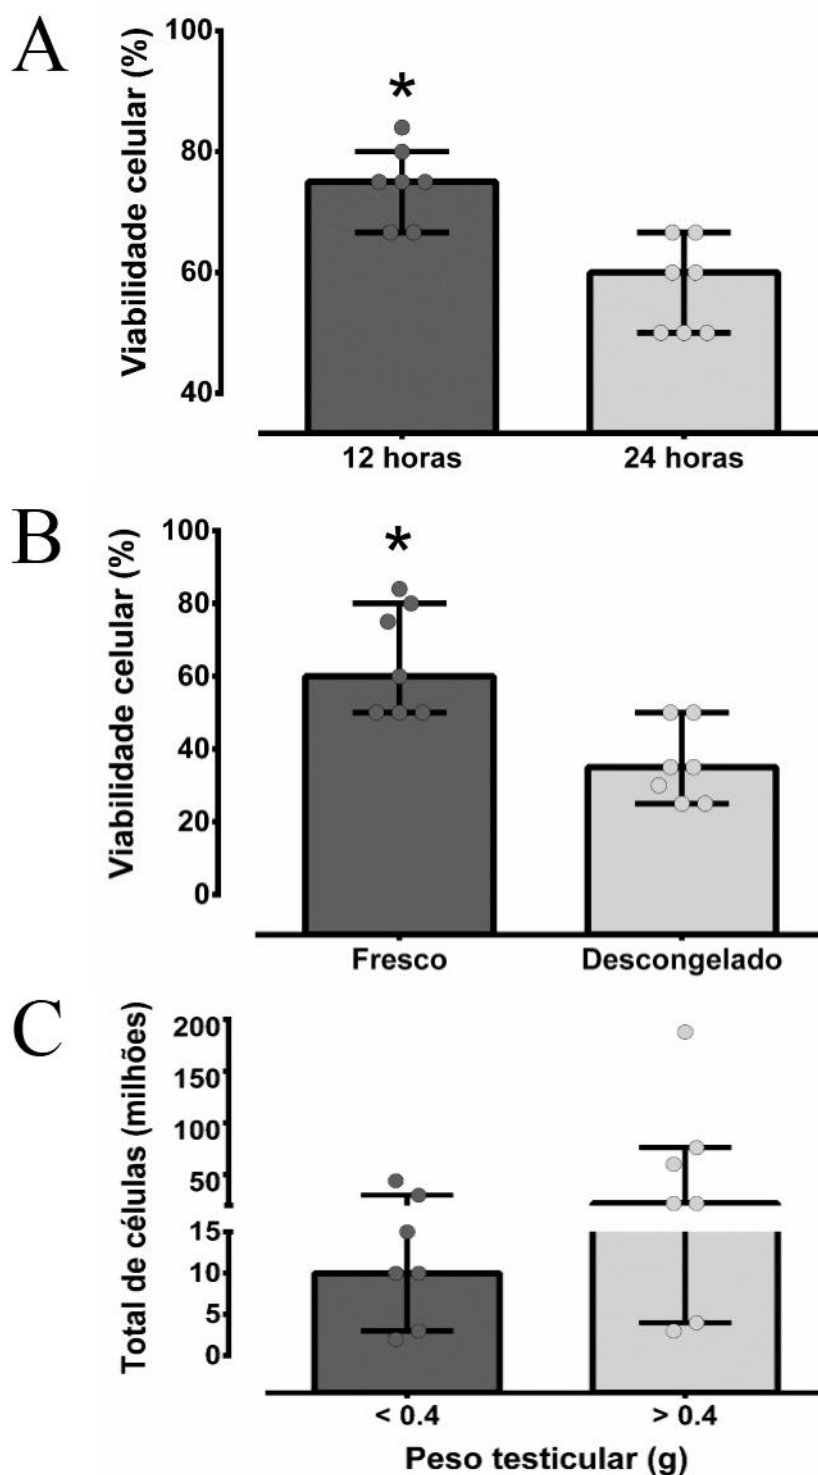 A
Viabilidade celular (%)
100
80
60
40
*
12 horas
24 horas
B
Viabilidade celular (%)
100
80
60
40
20
0
*
Fresco
Descongelado
C
Total de células (milhões)
200
150
100
50
15
10
5
0
< 0.4
> 0.4
Peso testicular (g)